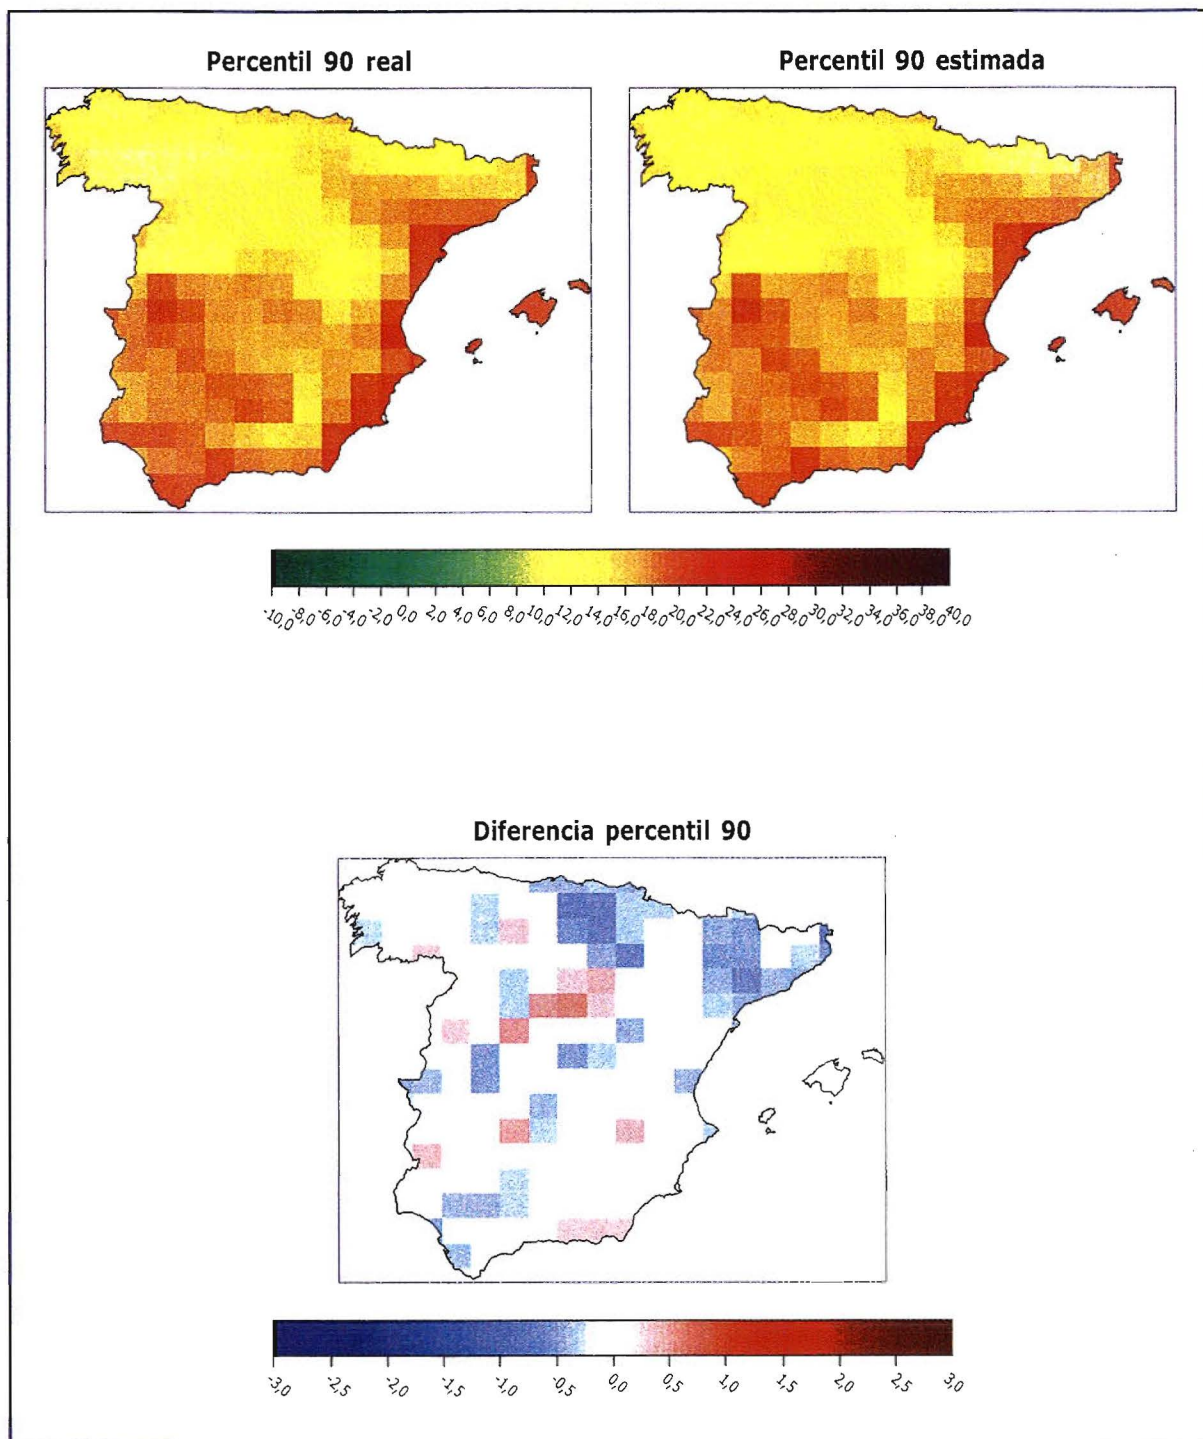 Percentil 90 real
Percentil 90 estimada
-10,0 -8,0 -6,0 -4,0 -2,0 0,0 2,0 4,0 6,0 8,0 10,0 12,0 14,0 16,0 18,0 20,0 22,0 24,0 26,0 28,0 30,0 32,0 34,0 36,0 38,0 40,0
Diferencia percentil 90
-3,0 -2,5 -2,0 -1,5 -1,0 -0,5 0,0 0,5 1,0 1,5 2,0 2,5 3,0